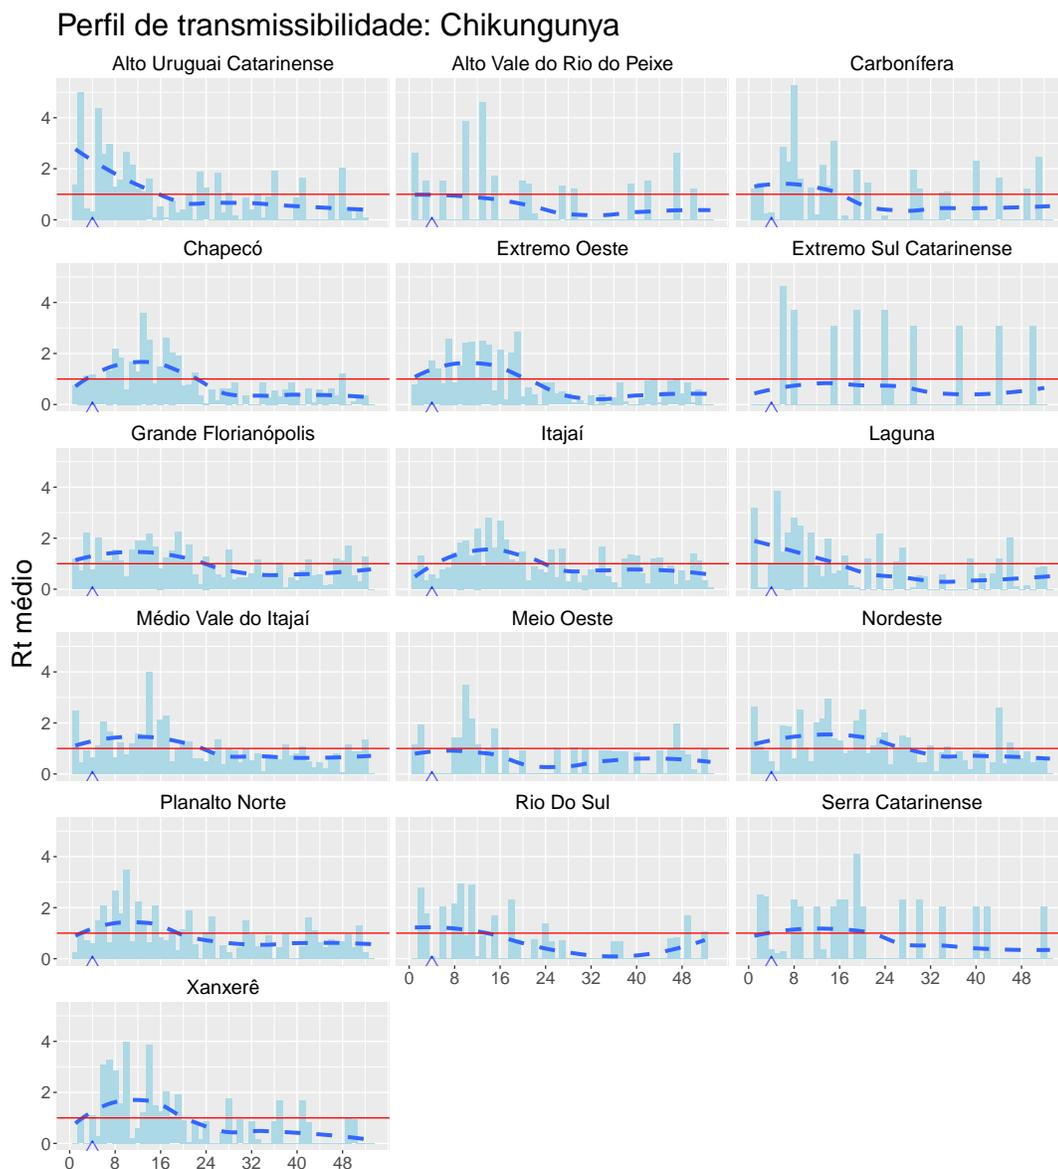 Perfil de transmissibilidade: Chikungunya
Alto Uruguai Catarinense Alto Vale do Rio do Peixe Carbonífera
4
2
0
Chapecó Extremo Oeste Extremo Sul Catarinense
4
2
0
Grande Florianópolis Itajaí Laguna
4
2
0
Rt médio
Médio Vale do Itajaí Meio Oeste Nordeste
4
2
0
Planalto Norte Rio Do Sul Serra Catarinense
4
2
0
0 8 16 24 32 40 48 0 8 16 24 32 40 48
Xanxerê
4
2
0
0 8 16 24 32 40 48